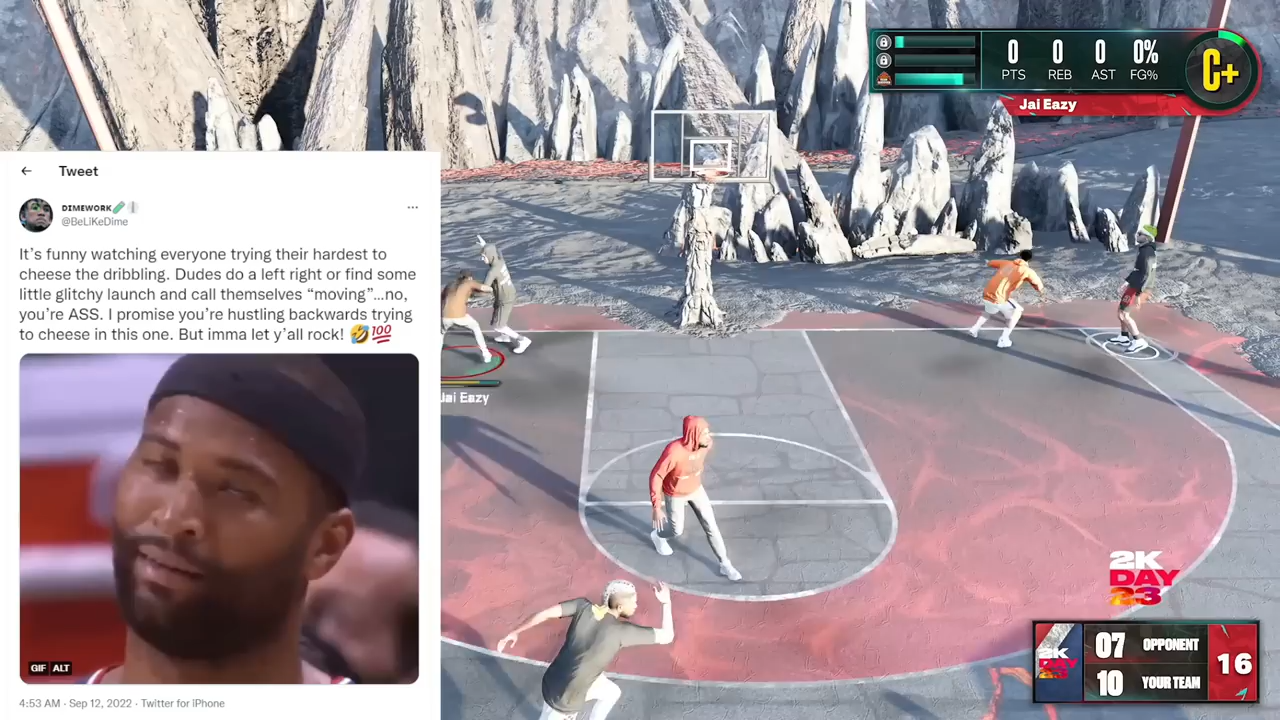 Tweet
DIMEWORK
@BeLiKeDime
It's funny watching everyone trying their hardest to
cheese the dribbling. Dudes do a left right or find some
little glitchy launch and call themselves “moving”...no,
you're ASS. I promise you're hustling backwards trying
to cheese in this one. But imma let y'all rock! 🤣💯
GIF ALT
4:53 AM · Sep 12, 2022 · Twitter for iPhone
0 0 0 0%
PTS REB AST FG%
C+
Jai Eazy
Jai Eazy
2K
DAY
23
2K
DAY
07 OPPONENT
10 YOUR TEAM
16